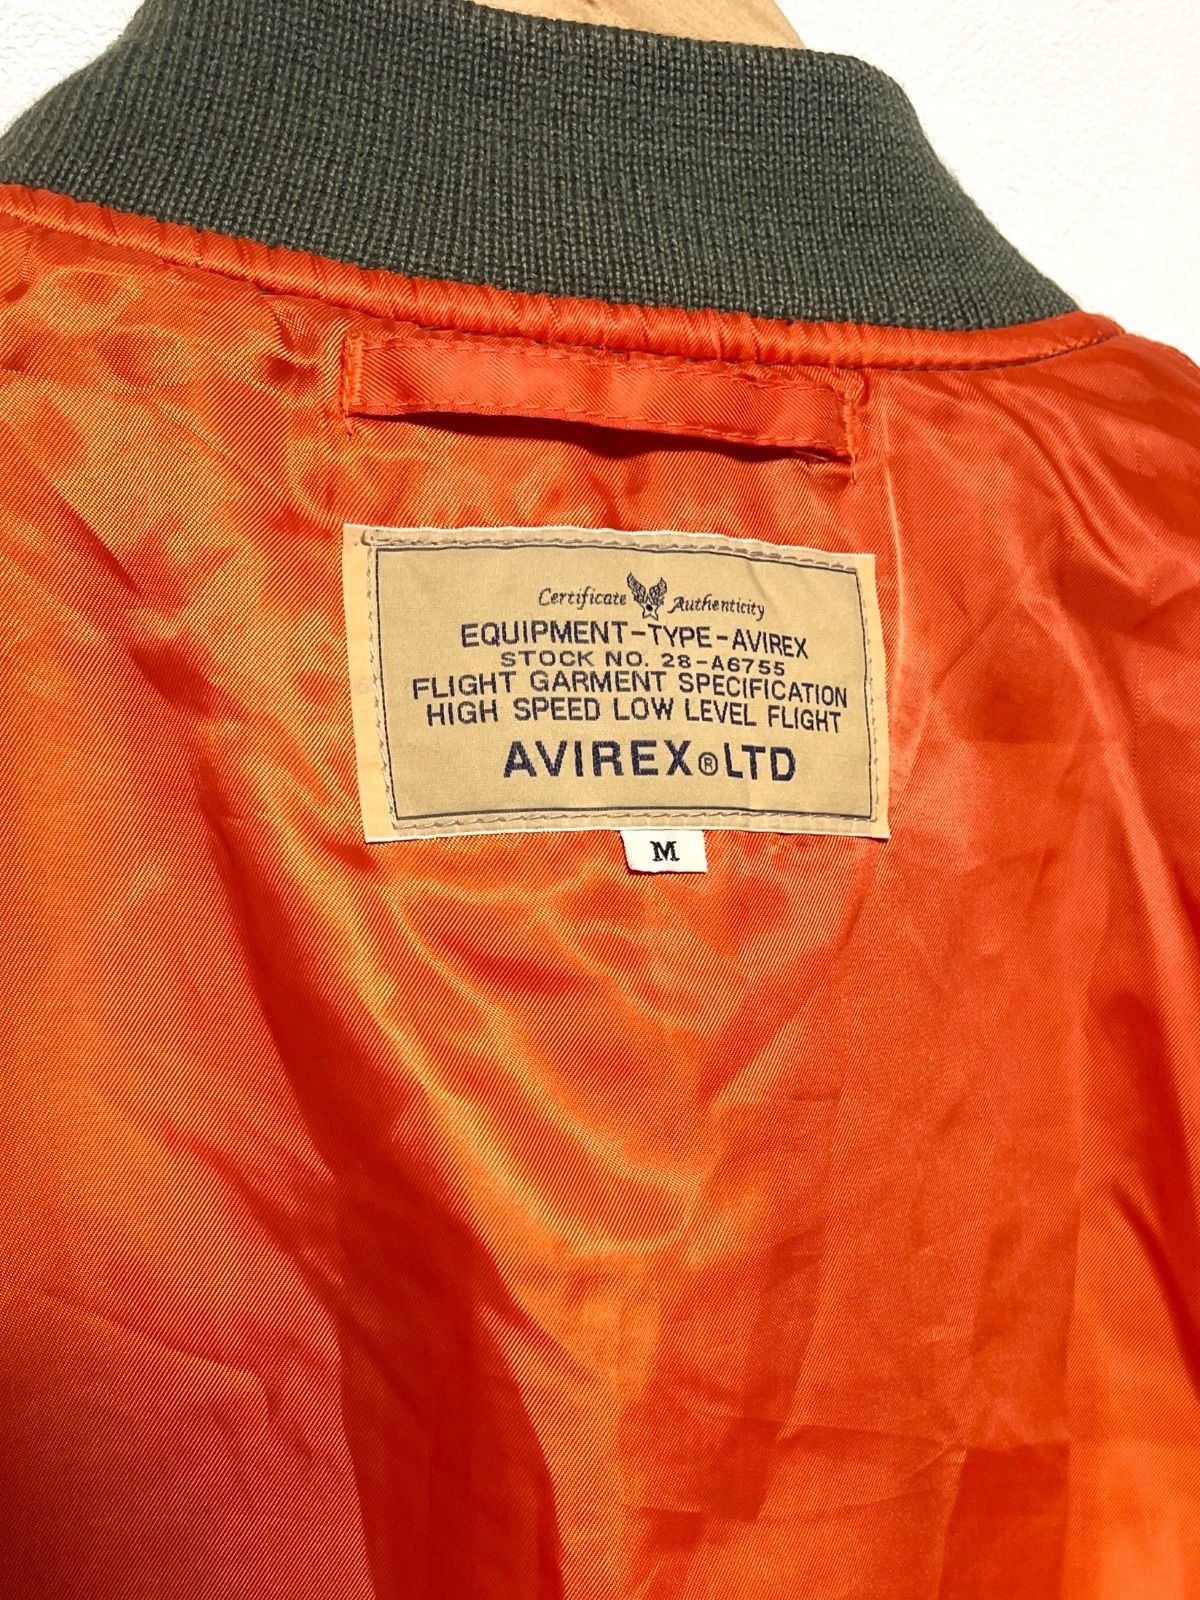 Certificate Authenticity
EQUIPMENT-TYPE-AVIREX
STOCK NO. 28-A6755
FLIGHT GARMENT SPECIFICATION
HIGH SPEED LOW LEVEL FLIGHT
AVIREX®LTD
M